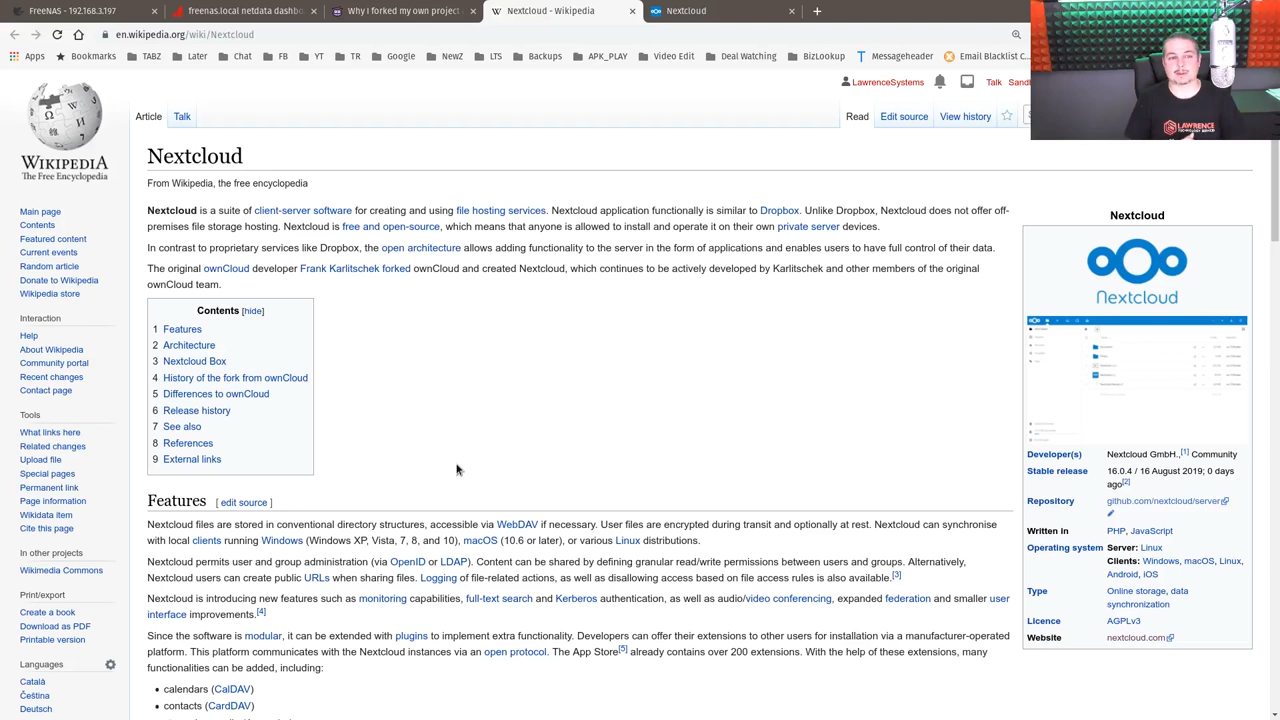 FreeNAS - 192.168.3.197
freenas.local netdata dashbo
Why I forked my own project
Nextcloud - Wikipedia
Nextcloud
en.wikipedia.org/wiki/Nextcloud
Apps
Bookmarks
TABZ
Later
Chat
FB
YT
TR
Google
NewZ
LTS
Backups
APK_PLY
Video Edit
Deal Watching
BizLookup
Messageheader
Email Blacklist C...
LawrenceSystems
Talk
Sand
LAWRENCE
Article
Talk
Read
Edit source
View history
WIKIPEDIA
The Free Encyclopedia
Main page
Contents
Featured content
Current events
Random article
Donate to Wikipedia
Wikipedia store
Interaction
Help
About Wikipedia
Community portal
Recent changes
Contact page
Tools
What links here
Related changes
Upload file
Special pages
Permanent link
Page information
Wikidata item
Cite this page
In other projects
Wikimedia Commons
Print/export
Create a book
Download as PDF
Printable version
Languages
Català
Čeština
Deutsch
Nextcloud
From Wikipedia, the free encyclopedia
Nextcloud is a suite of client-server software for creating and using file hosting services. Nextcloud application functionally is similar to Dropbox. Unlike Dropbox, Nextcloud does not offer off-
premises file storage hosting. Nextcloud is free and open-source, which means that anyone is allowed to install and operate it on their own private server devices.
In contrast to proprietary services like Dropbox, the open architecture allows adding functionality to the server in the form of applications and enables users to have full control of their data.
The original ownCloud developer Frank Karlitschek forked ownCloud and created Nextcloud, which continues to be actively developed by Karlitschek and other members of the original
ownCloud team.
Contents [hide]
1 Features
2 Architecture
3 Nextcloud Box
4 History of the fork from ownCloud
5 Differences to ownCloud
6 Release history
7 See also
8 References
9 External links
Features [ edit source ]
Nextcloud files are stored in conventional directory structures, accessible via WebDAV if necessary. User files are encrypted during transit and optionally at rest. Nextcloud can synchronise
with local clients running Windows (Windows XP, Vista, 7, 8, and 10), macOS (10.6 or later), or various Linux distributions.
Nextcloud permits user and group administration (via OpenID or LDAP). Content can be shared by defining granular read/write permissions between users and groups. Alternatively,
Nextcloud users can create public URLs when sharing files. Logging of file-related actions, as well as disallowing access based on file access rules is also available.[3]
Nextcloud is introducing new features such as monitoring capabilities, full-text search and Kerberos authentication, as well as audio/video conferencing, expanded federation and smaller user
interface improvements.[4]
Since the software is modular, it can be extended with plugins to implement extra functionality. Developers can offer their extensions to other users for installation via a manufacturer-operated
platform. This platform communicates with the Nextcloud instances via an open protocol. The App Store[5] already contains over 200 extensions. With the help of these extensions, many
functionalities can be added, including:
• calendars (CalDAV)
• contacts (CardDAV)
Nextcloud
Nextcloud
Developer(s) Nextcloud GmbH.,[1] Community
Stable release 16.0.4 / 16 August 2019; 0 days
ago[2]
Repository github.com/nextcloud/server
Written in PHP, JavaScript
Operating system Server: Linux
Clients: Windows, macOS, Linux,
Android, iOS
Type Online storage, data
synchronization
Licence AGPLv3
Website nextcloud.com